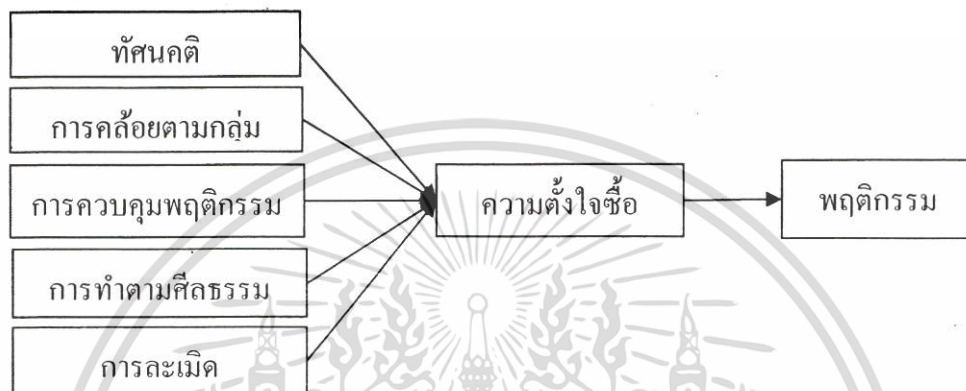 ทัศนคติ
การคล้อยตามกลุ่ม
การควบคุมพฤติกรรม
การทำตามศีลธรรม
การละเมิด
ความตั้งใจซื้อ
พฤติกรรม